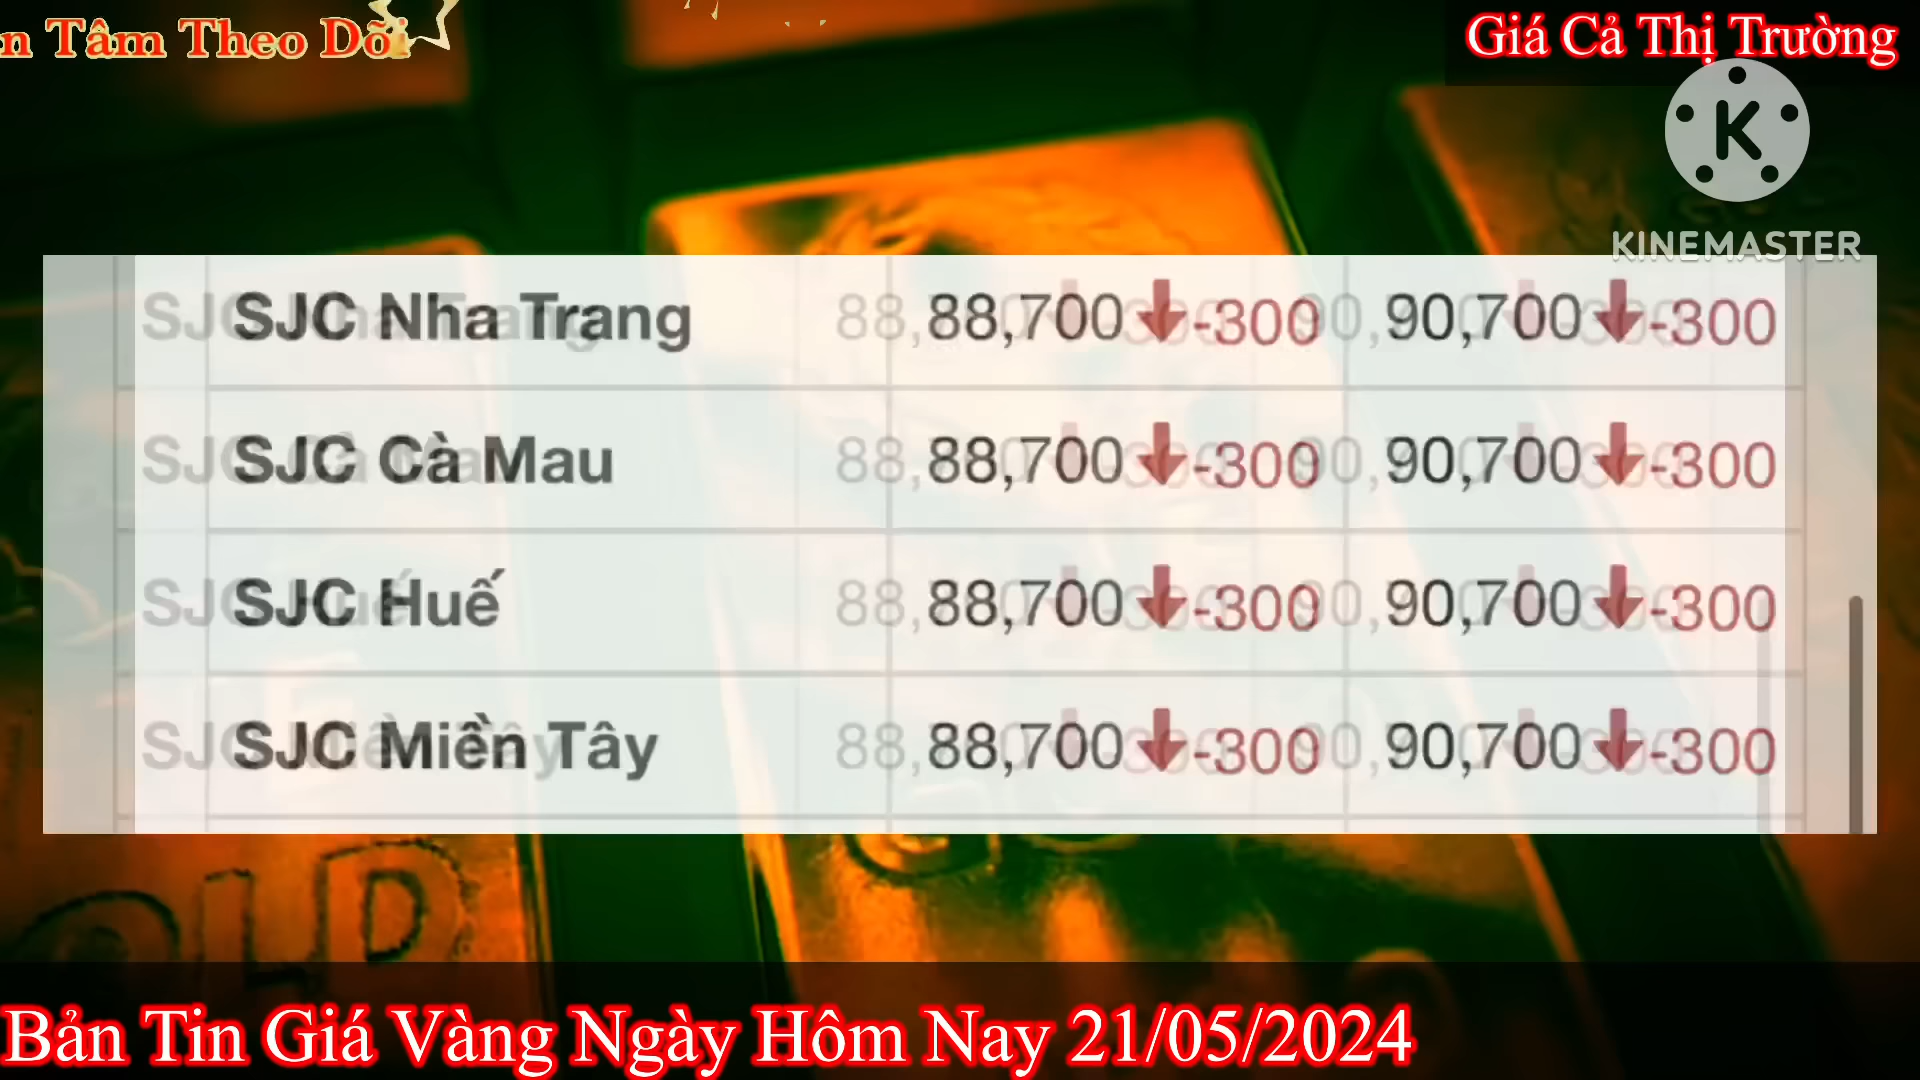 n Tâm Theo Dõi
Giá Cả Thị Trường
K
KINEMASTER
SJC Nha Trang 88,700 -300 90,700 -300
SJC Cà Mau 88,700 -300 90,700 -300
SJC Huế 88,700 -300 90,700 -300
SJC Miền Tây 88,700 -300 90,700 -300
Bản Tin Giá Vàng Ngày Hôm Nay 21/05/2024